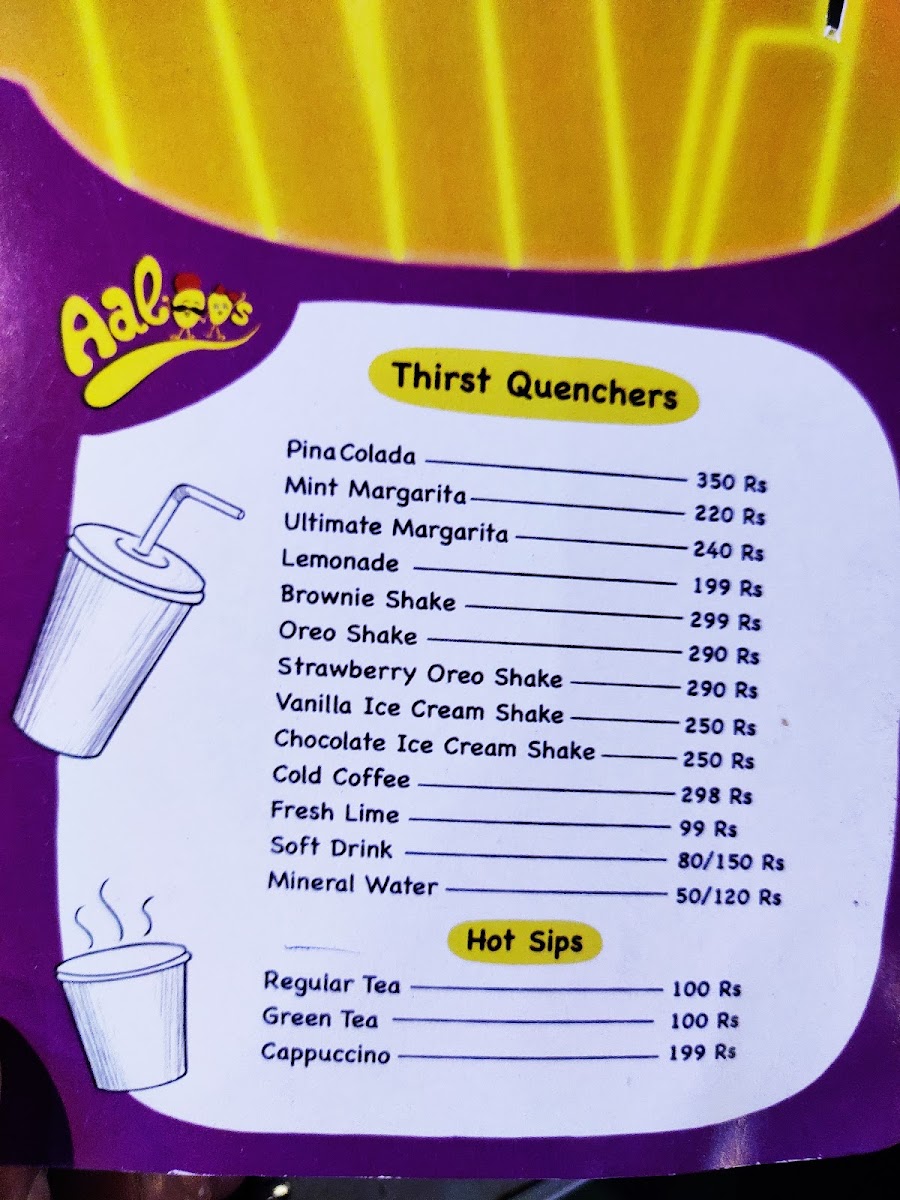 Aaloo's
Thirst Quenchers
Pina Colada 350 Rs
Mint Margarita 220 Rs
Ultimate Margarita 240 Rs
Lemonade 199 Rs
Brownie Shake 299 Rs
Oreo Shake 290 Rs
Strawberry Oreo Shake 290 Rs
Vanilla Ice Cream Shake 250 Rs
Chocolate Ice Cream Shake 250 Rs
Cold Coffee 298 Rs
Fresh Lime 99 Rs
Soft Drink 80/150 Rs
Mineral Water 50/120 Rs
Hot Sips
Regular Tea 100 Rs
Green Tea 100 Rs
Cappuccino 199 Rs